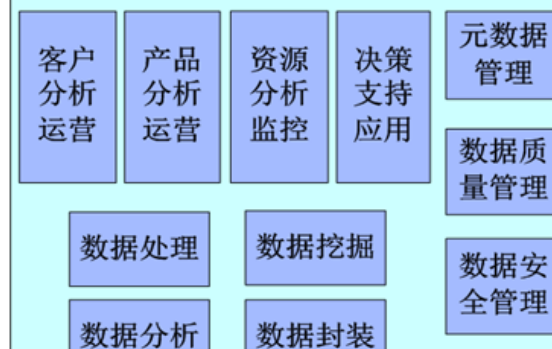 客户
分析
运营
产品
分析
运营
资源
分析
监控
决策
支持
应用
元数据
管理
数据质
量管理
数据处理
数据挖掘
数据安
全管理
数据分析
数据封装